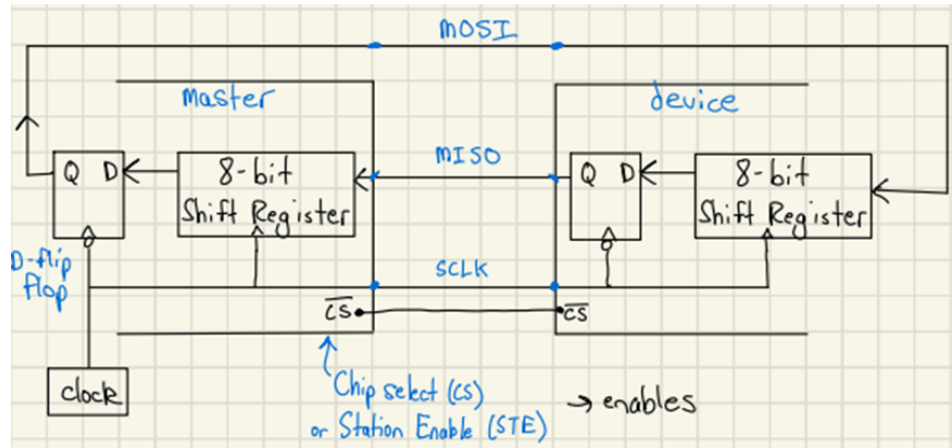 MOSI
master
device
Q D
8-bit
Shift Register
MISO
Q D
8-bit
Shift Register
D-flip
flop
SCLK
CS
CS
clock
Chip select (CS)
or Station Enable (STE)
→ enables